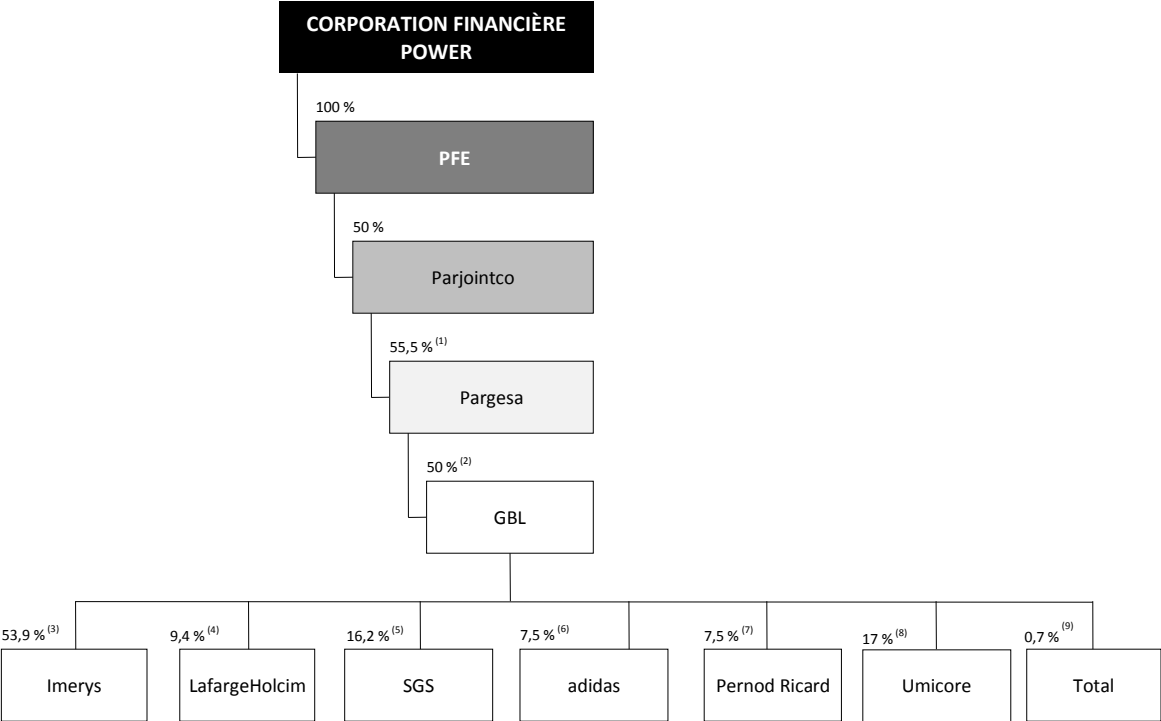 CORPORATION FINANCIÈRE
POWER
100 %
PFE
50 %
Parjointco
55,5 % (1)
Pargesa
50 % (2)
GBL
53,9 % (3)
9,4 % (4)
16,2 % (5)
7,5 % (6)
7,5 % (7)
17 % (8)
0,7 % (9)
Imerys
LafargeHolcim
SGS
adidas
Pernod Ricard
Umicore
Total